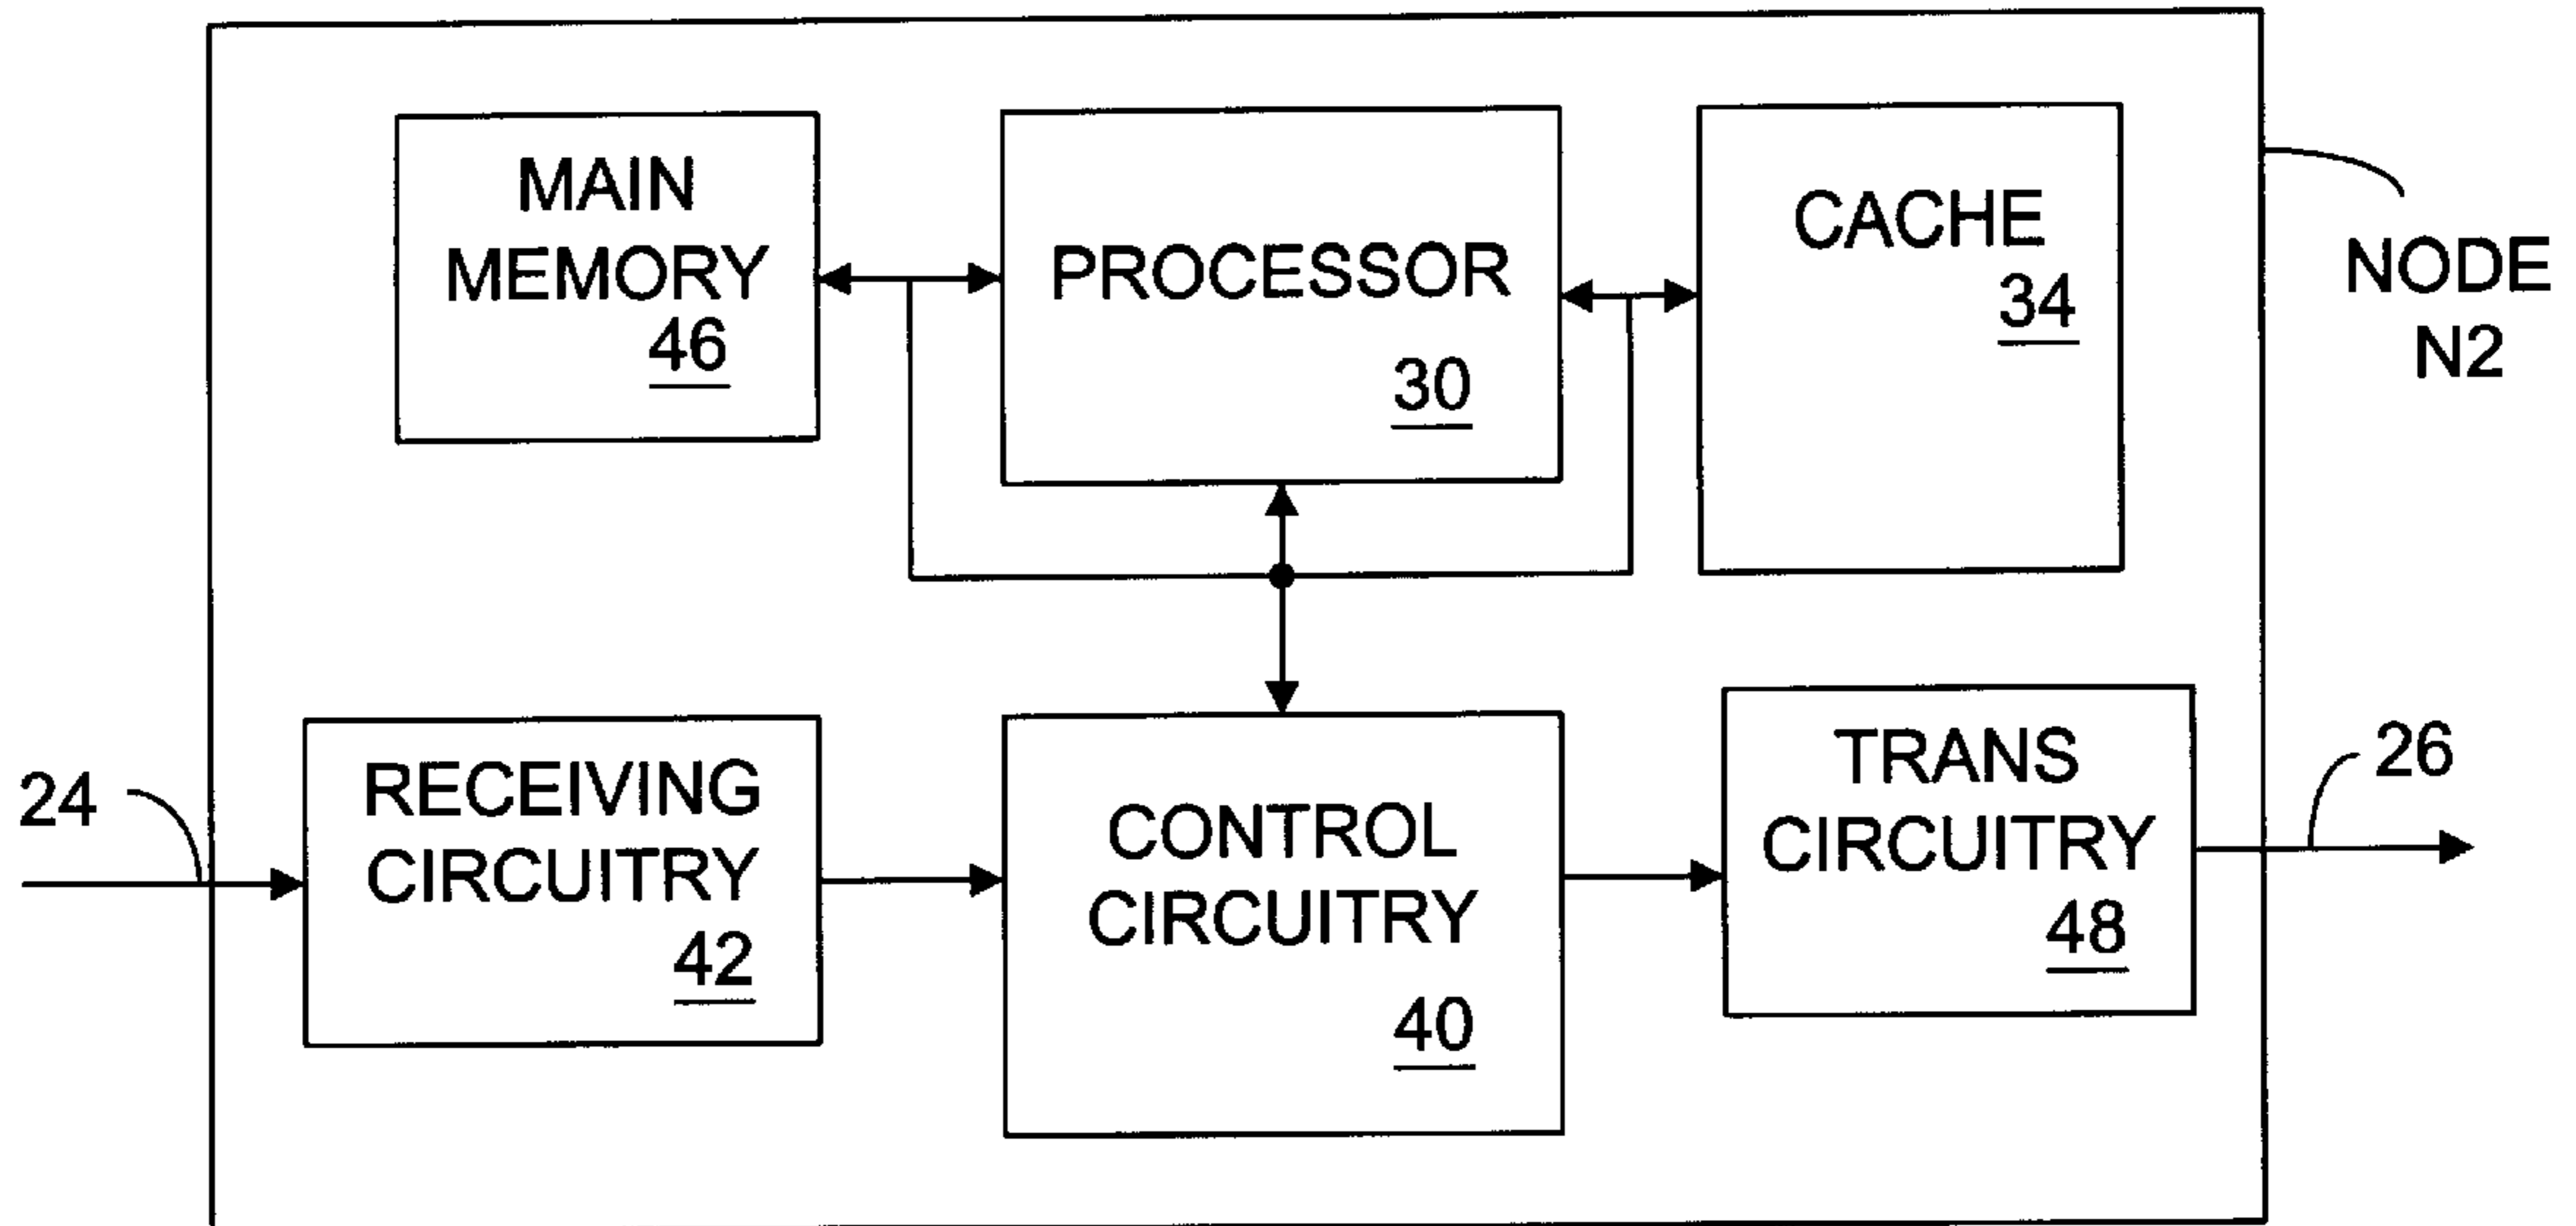 MAIN
MEMORY
46
PROCESSOR
30
CACHE
34
NODE
N2
24
RECEIVING
CIRCUITRY
42
CONTROL
CIRCUITRY
40
TRANS
CIRCUITRY
48
26